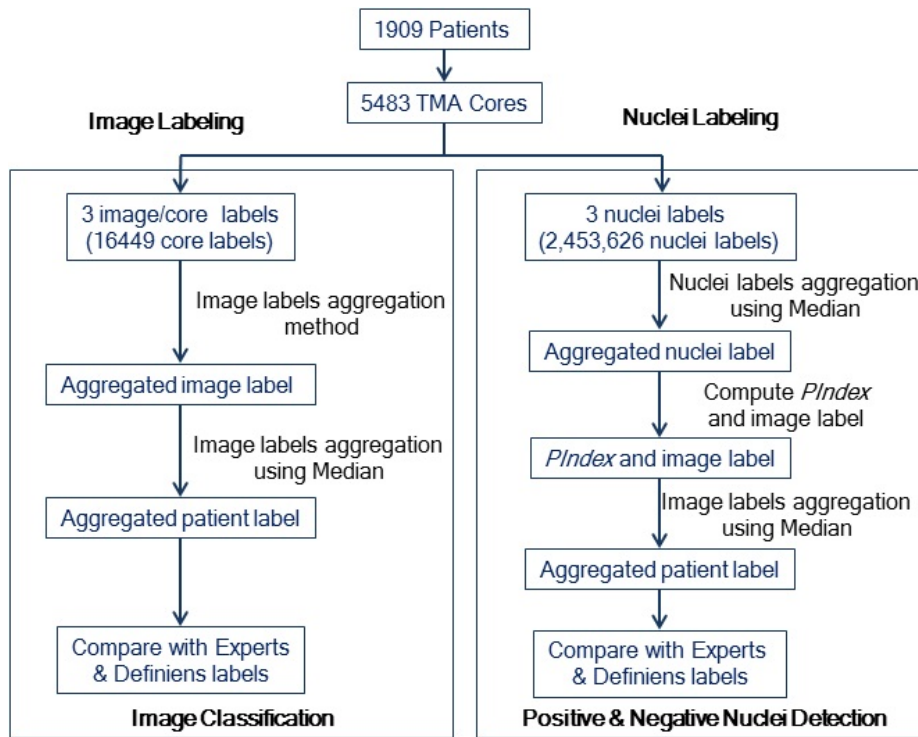 1909 Patients
5483 TMA Cores
Image Labeling
3 image/core labels
(16449 core labels)
Image labels aggregation
method
Aggregated image label
Image labels aggregation
using Median
Aggregated patient label
Compare with Experts
& Definiens labels
Image Classification
Nuclei Labeling
3 nuclei labels
(2,453,626 nuclei labels)
Nuclei labels aggregation
using Median
Aggregated nuclei label
Compute PIndex
and image label
PIndex and image label
Image labels aggregation
using Median
Aggregated patient label
Compare with Experts
& Definiens labels
Positive & Negative Nuclei Detection